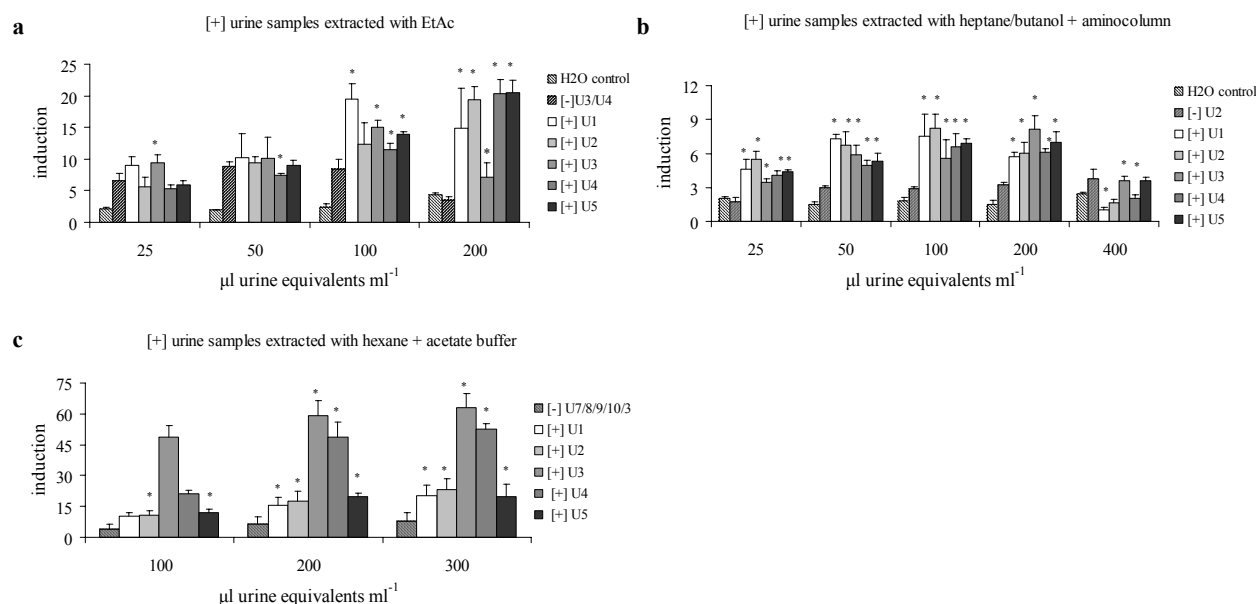 a
[+] urine samples extracted with EtAc
induction
25
20
15
10
5
0
* * * * * * * * * * *
25 50 100 200
µl urine equivalents ml-1
H2O control
[-]U3/U4
[+] U1
[+] U2
[+] U3
[+] U4
[+] U5
b
[+] urine samples extracted with heptane/butanol + aminocolumn
induction
12
9
6
3
0
* * * * * * * * * * * * * * * * * * * * * * *
25 50 100 200 400
µl urine equivalents ml-1
H2O control
[-] U2
[+] U1
[+] U2
[+] U3
[+] U4
[+] U5
c
[+] urine samples extracted with hexane + acetate buffer
induction
75
60
45
30
15
0
* * * * * * * * * * * *
100 200 300
µl urine equivalents ml-1
[-] U7/8/9/10/3
[+] U1
[+] U2
[+] U3
[+] U4
[+] U5